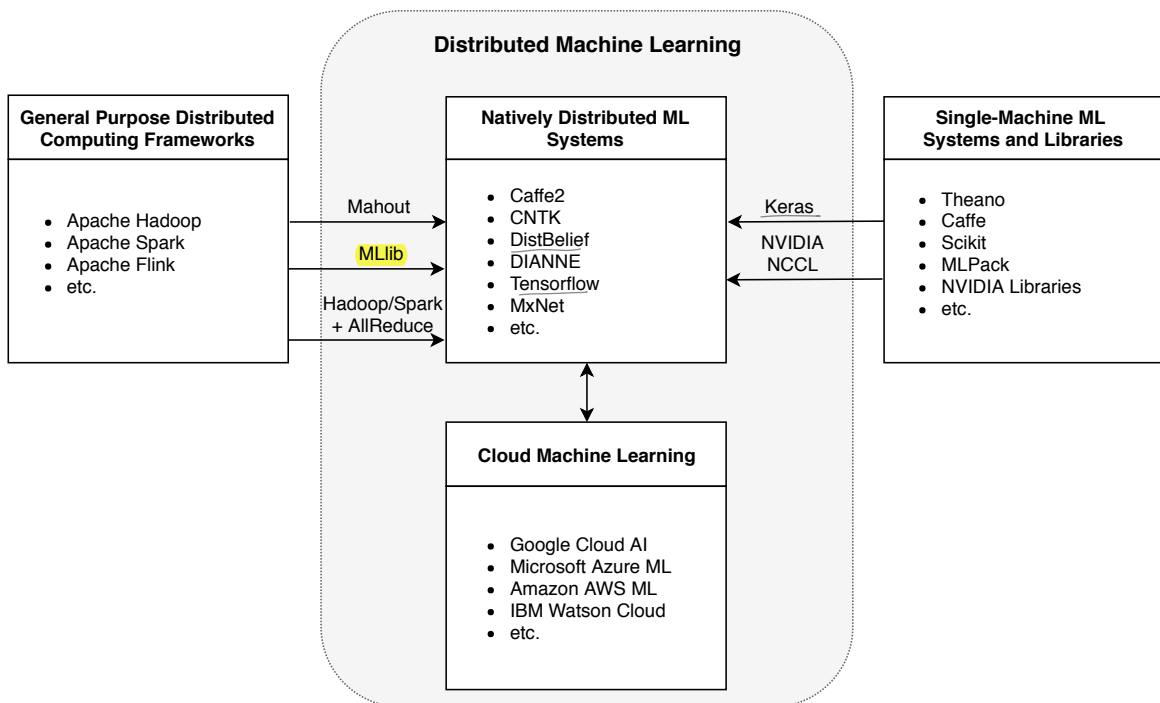 Distributed Machine Learning
General Purpose Distributed
Computing Frameworks
• Apache Hadoop
• Apache Spark
• Apache Flink
• etc.
Mahout
MLlib
Hadoop/Spark
+ AllReduce
Natively Distributed ML
Systems
• Caffe2
• CNTK
• DistBelief
• DIANNE
• Tensorflow
• MxNet
• etc.
Keras
NVIDIA
NCCL
Single-Machine ML
Systems and Libraries
• Theano
• Caffe
• Scikit
• MLPack
• NVIDIA Libraries
• etc.
Cloud Machine Learning
• Google Cloud AI
• Microsoft Azure ML
• Amazon AWS ML
• IBM Watson Cloud
• etc.